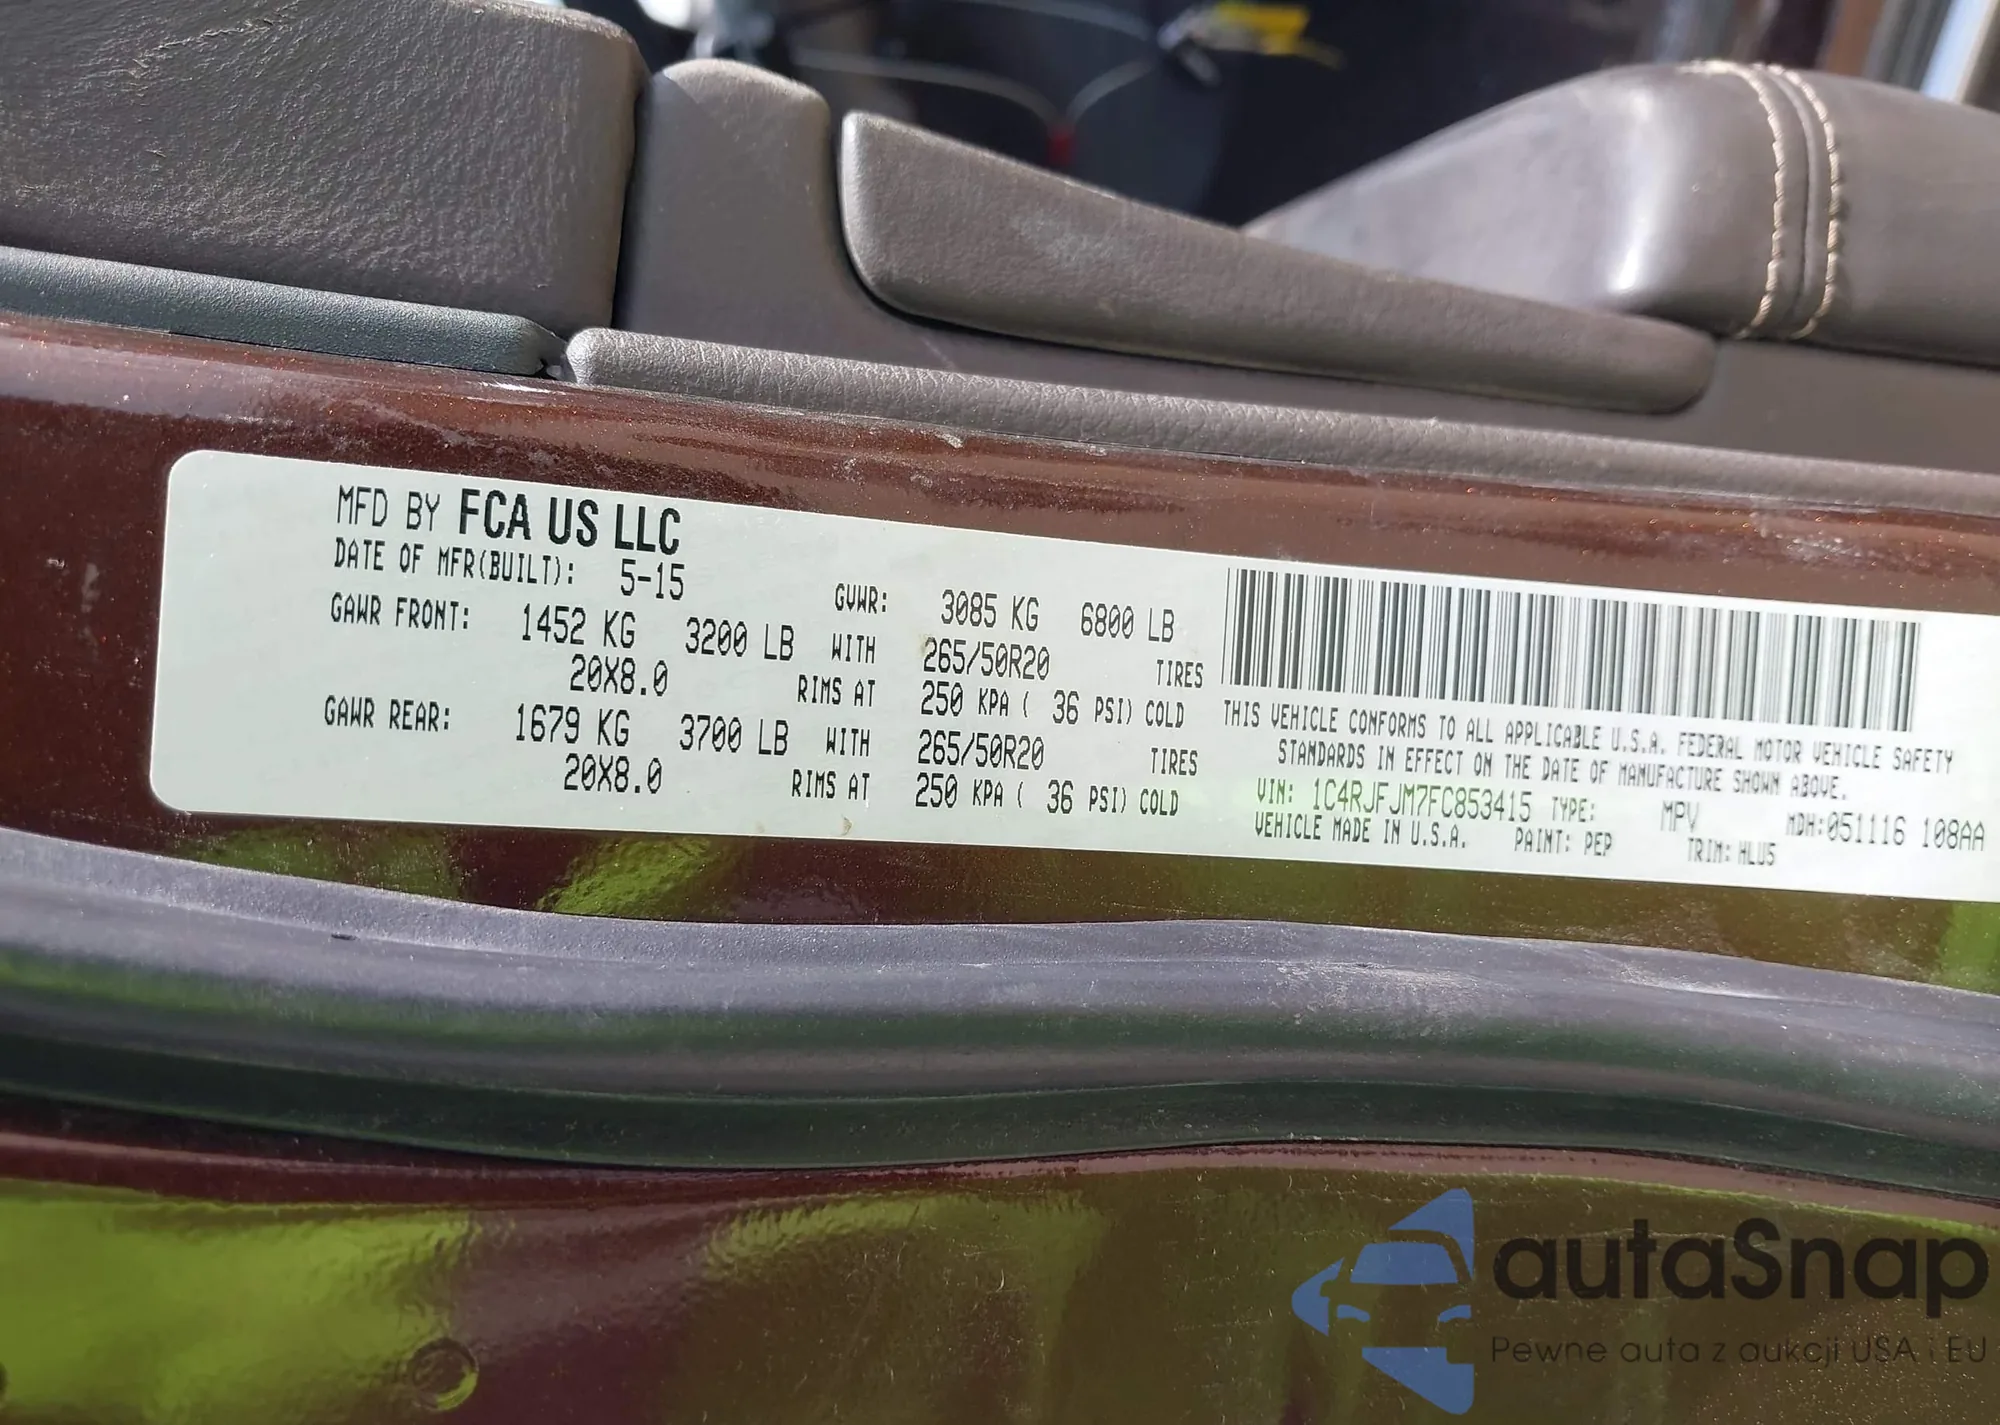 MFD BY FCA US LLC
DATE OF MFR(BUILT): 5-15
GVWR: 3085 KG 6800 LB
GAWR FRONT: 1452 KG 3200 LB WITH 265/50R20 TIRES
20X8.0 RIMS AT 250 KPA ( 36 PSI) COLD
GAWR REAR: 1679 KG 3700 LB WITH 265/50R20 TIRES
20X8.0 RIMS AT 250 KPA ( 36 PSI) COLD
THIS VEHICLE CONFORMS TO ALL APPLICABLE U.S.A. FEDERAL MOTOR VEHICLE SAFETY
STANDARDS IN EFFECT ON THE DATE OF MANUFACTURE SHOWN ABOVE.
VIN: 1C4RJFJM7FC853415 TYPE: MPV MDH:051116 108AA
VEHICLE MADE IN U.S.A. PAINT: PEP TRIM: HLU5
autaSnap
Pewne auta z aukcji USA i EU